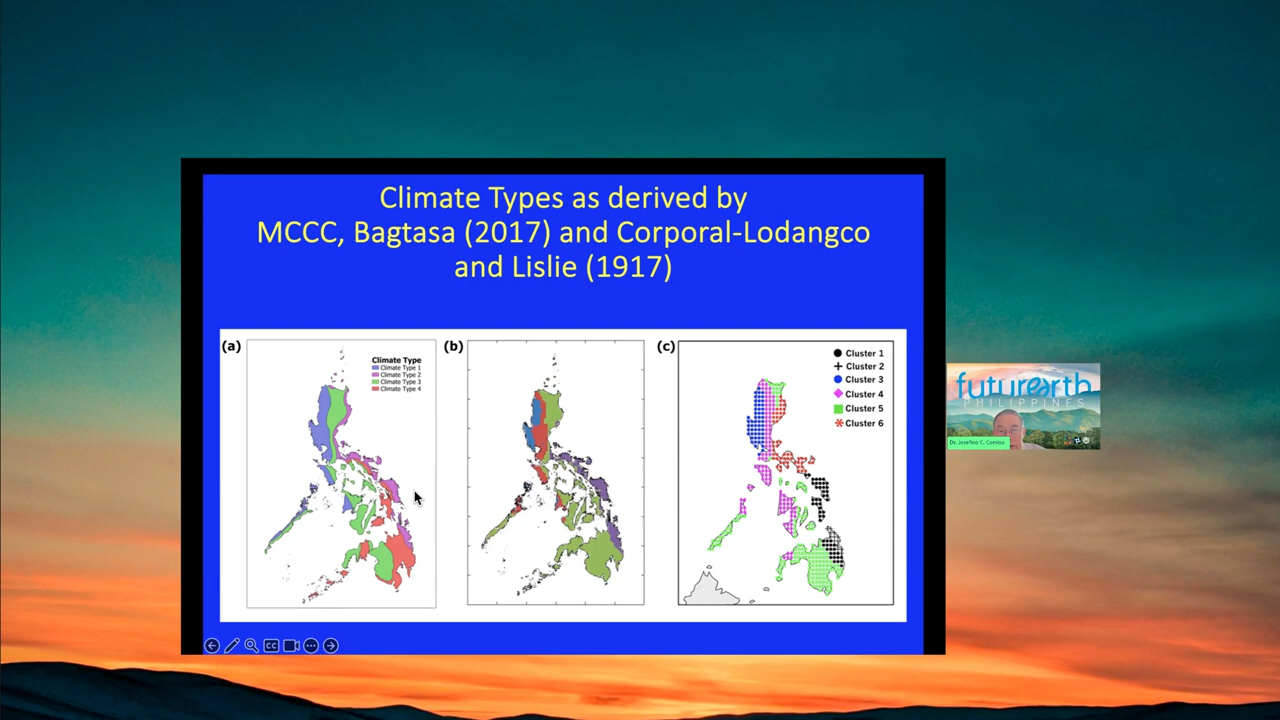 Climate Types as derived by
MCCC, Bagtasa (2017) and Corporal-Lodangco
and Lislie (1917)
(a)
Climate Type
Climate Type 1
Climate Type 2
Climate Type 3
Climate Type 4
(b)
(c)
Cluster 1
Cluster 2
Cluster 3
Cluster 4
Cluster 5
Cluster 6
CC
futurearth
PHILIPPINES
Dr. Josefino C. Comiso